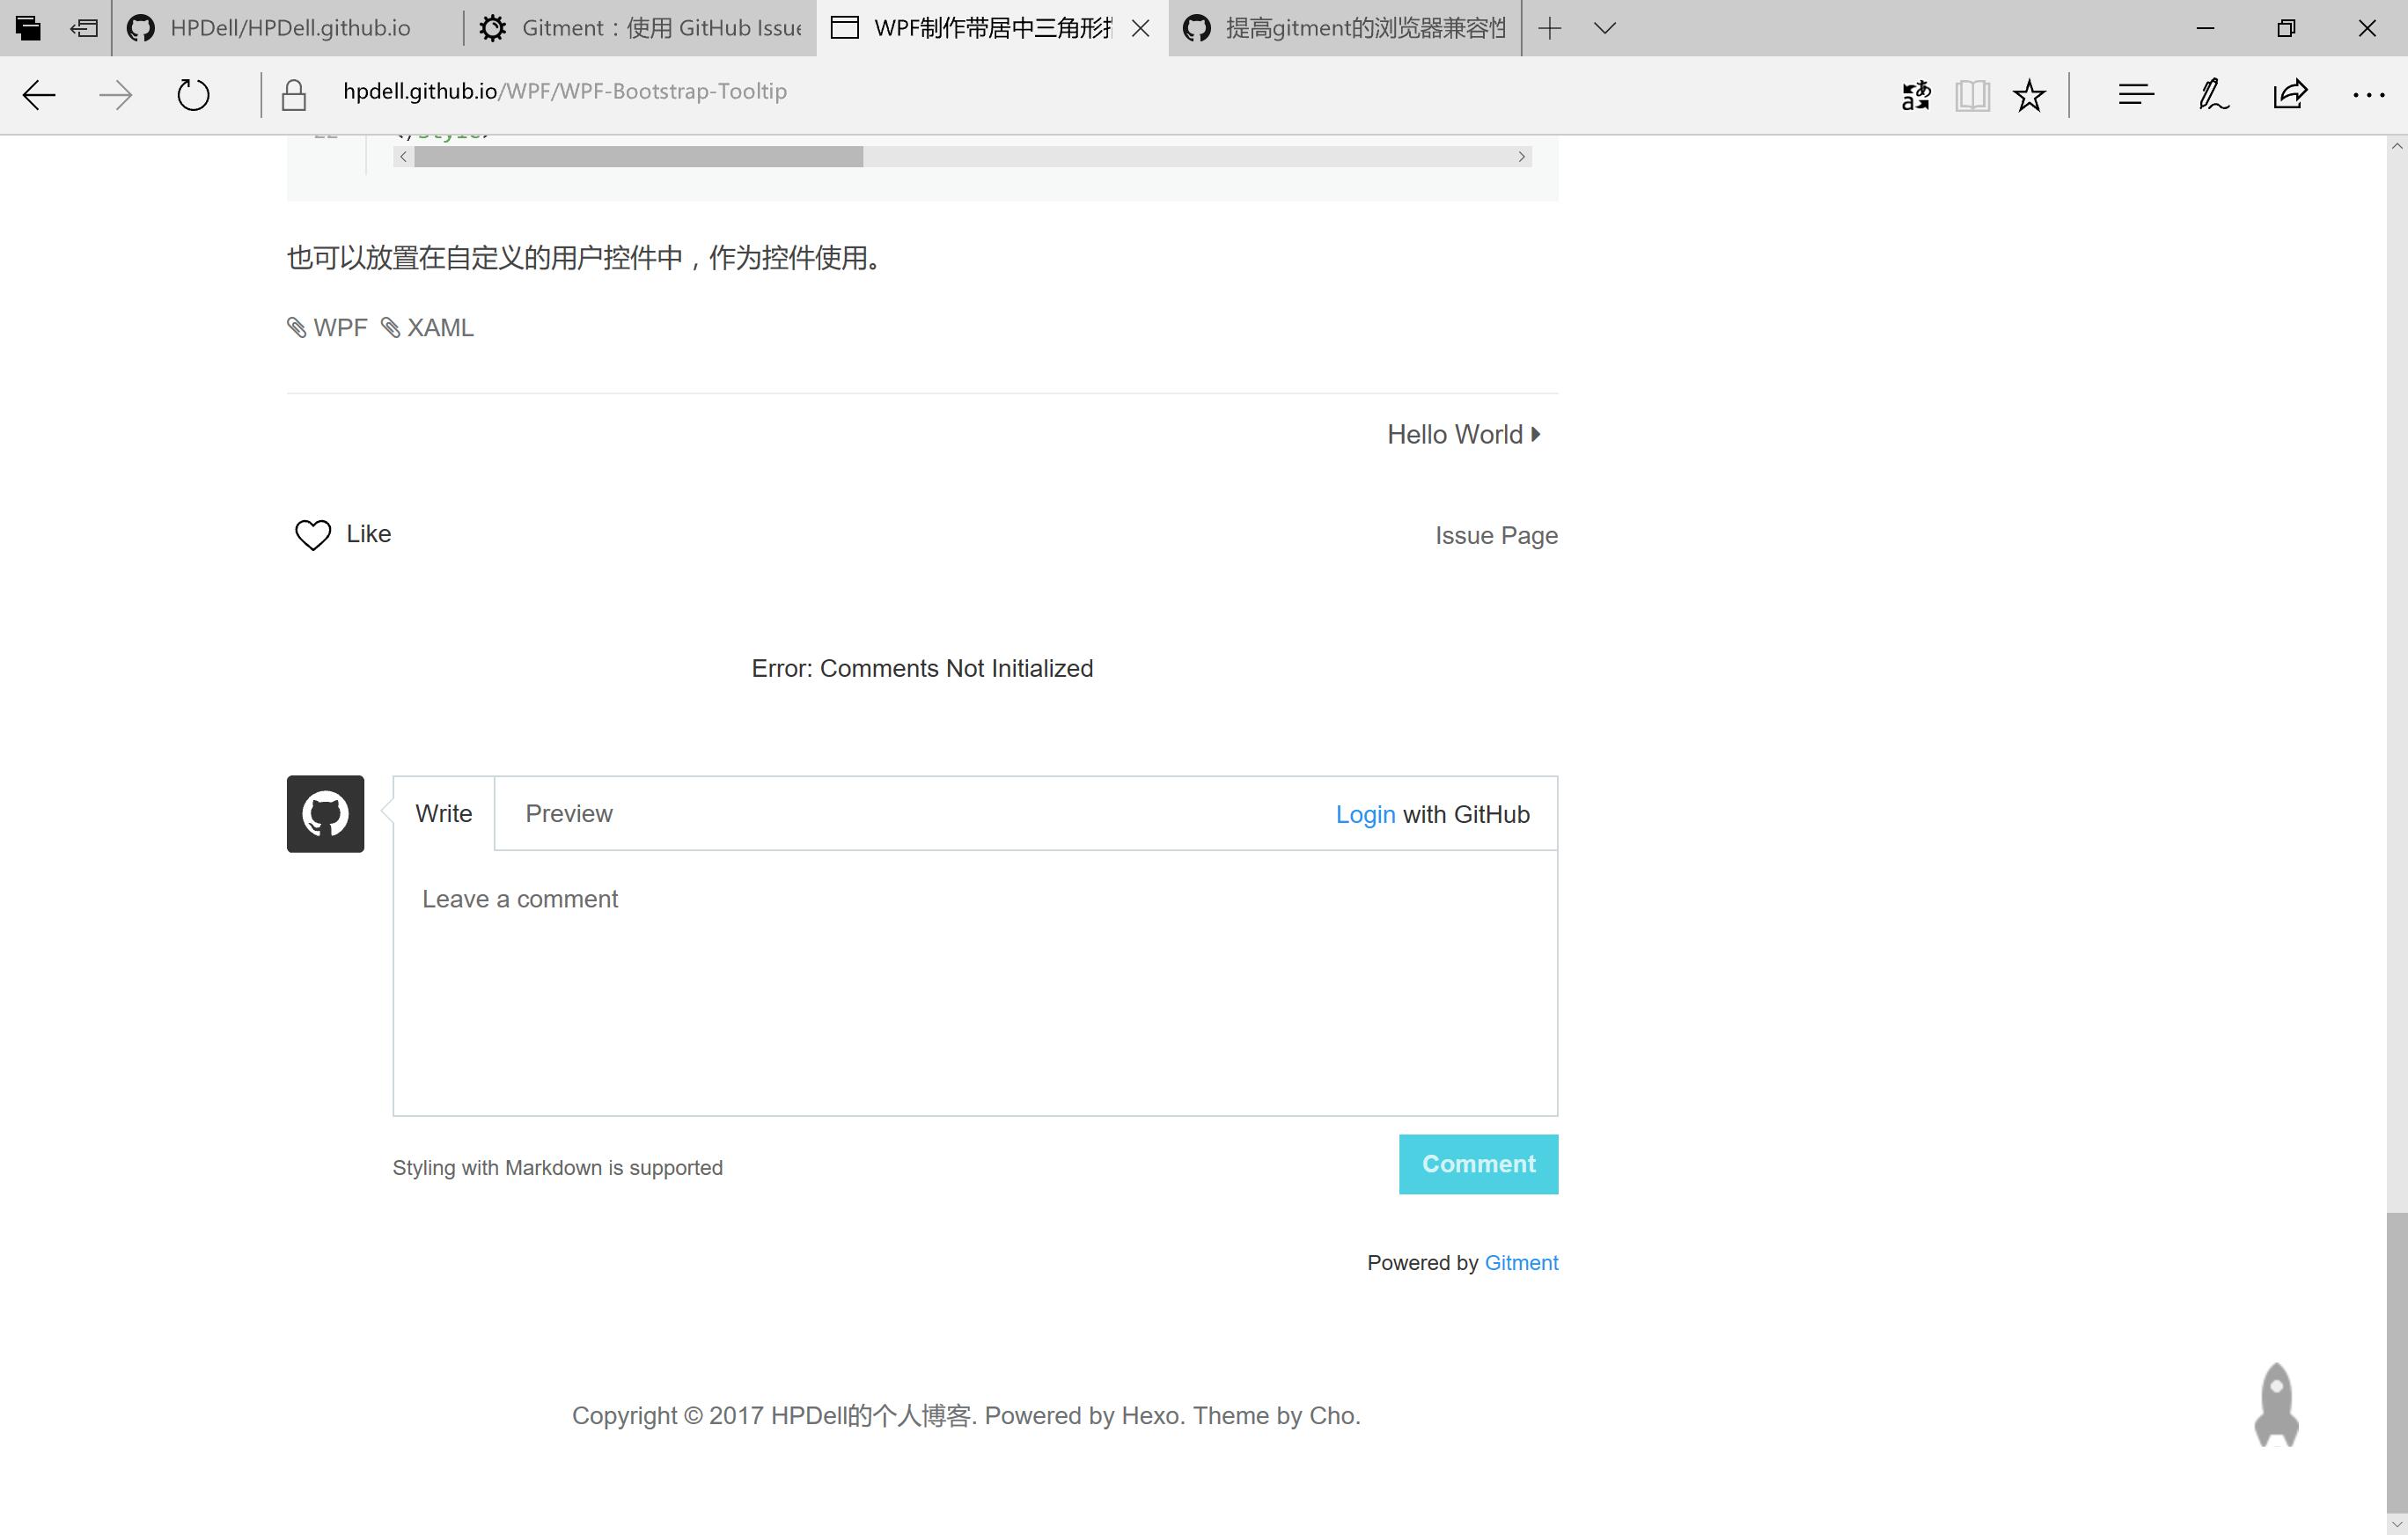 HPDell/HPDell.github.io
Gitment：使用 GitHub Issue
WPF制作带居中三角形
提高gitment的浏览器兼容性
hpdell.github.io/WPF/WPF-Bootstrap-Tooltip
22 </Style>
也可以放置在自定义的用户控件中，作为控件使用。
WPF XAML
Hello World
Like
Issue Page
Error: Comments Not Initialized
Write
Preview
Login with GitHub
Leave a comment
Styling with Markdown is supported
Comment
Powered by Gitment
Copyright © 2017 HPDell的个人博客. Powered by Hexo. Theme by Cho.